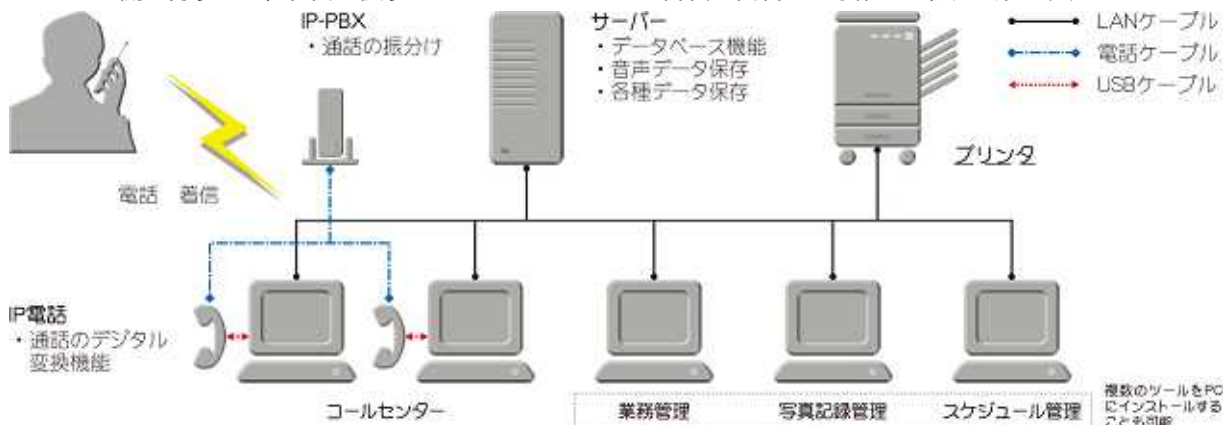 IP-PBX
・通話の振分け
サーバー
・データベース機能
・音声データ保存
・各種データ保存
LANケーブル
電話ケーブル
USBケーブル
プリンタ
電話 着信
IP電話
・通話のデジタル
変換機能
コールセンター
業務管理
写真記録管理
スケジュール管理
複数のツールをPC
にインストールする
ことも可能